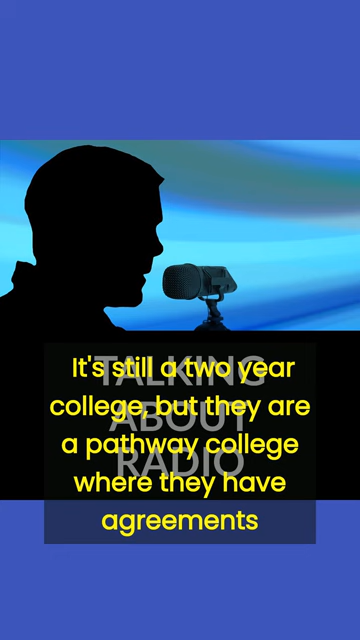 It's still a two year
college, but they are
a pathway college
where they have
agreements
TALKING
ABOUT
RADIO